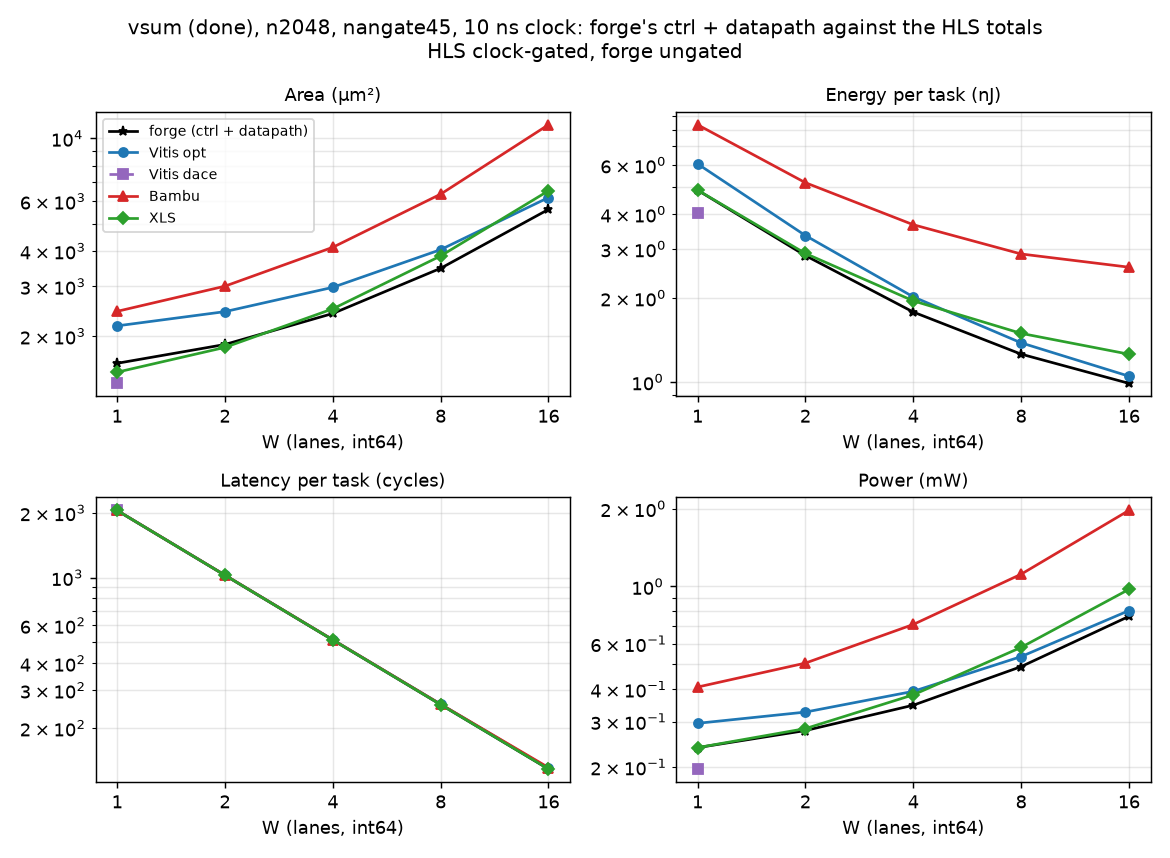 vsum (done), n2048, nangate45, 10 ns clock: forge's ctrl + datapath against the HLS totals
HLS clock-gated, forge ungated
Area (µm²)
10⁴
6 × 10³
4 × 10³
3 × 10³
2 × 10³
forge (ctrl + datapath)
Vitis opt
Vitis dace
Bambu
XLS
1 2 4 8 16
W (lanes, int64)
Energy per task (nJ)
6 × 10⁰
4 × 10⁰
3 × 10⁰
2 × 10⁰
10⁰
1 2 4 8 16
W (lanes, int64)
Latency per task (cycles)
2 × 10³
10³
6 × 10²
4 × 10²
3 × 10²
2 × 10²
1 2 4 8 16
W (lanes, int64)
Power (mW)
2 × 10⁰
10⁰
6 × 10⁻¹
4 × 10⁻¹
3 × 10⁻¹
2 × 10⁻¹
1 2 4 8 16
W (lanes, int64)